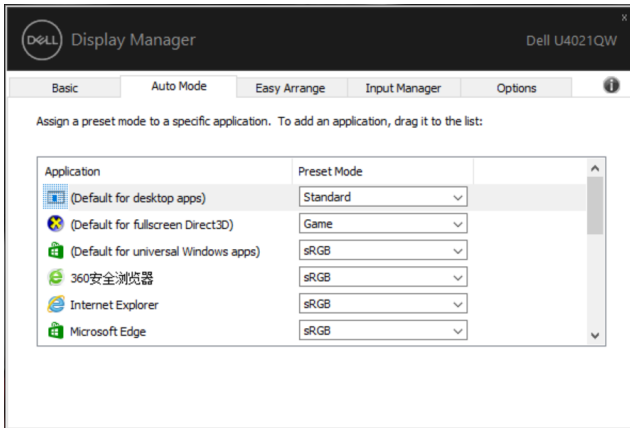 x
DELL Display Manager Dell U4021QW
Basic Auto Mode Easy Arrange Input Manager Options i
Assign a preset mode to a specific application. To add an application, drag it to the list:
Application Preset Mode
(Default for desktop apps) Standard
(Default for fullscreen Direct3D) Game
(Default for universal Windows apps) sRGB
360安全浏览器 sRGB
Internet Explorer sRGB
Microsoft Edge sRGB